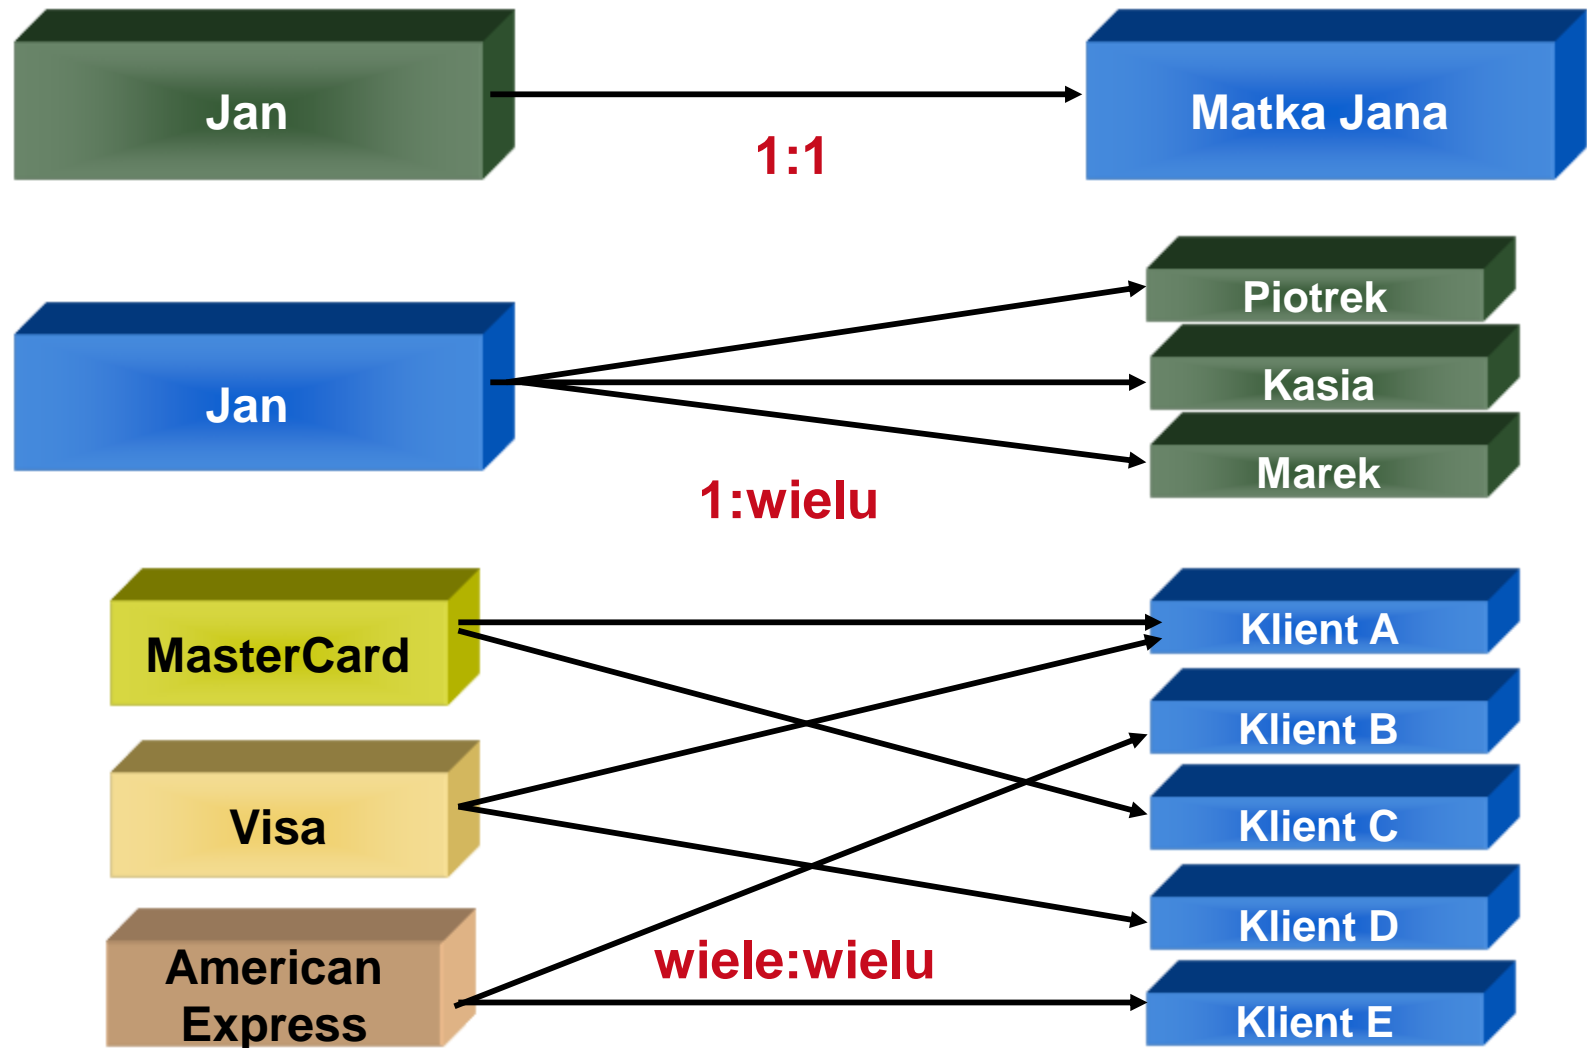 Jan
Matka Jana
1:1
Piotrek
Jan
Kasia
Marek
1:wielu
MasterCard
Klient A
Klient B
Visa
Klient C
Klient D
American
Express
wiele:wielu
Klient E